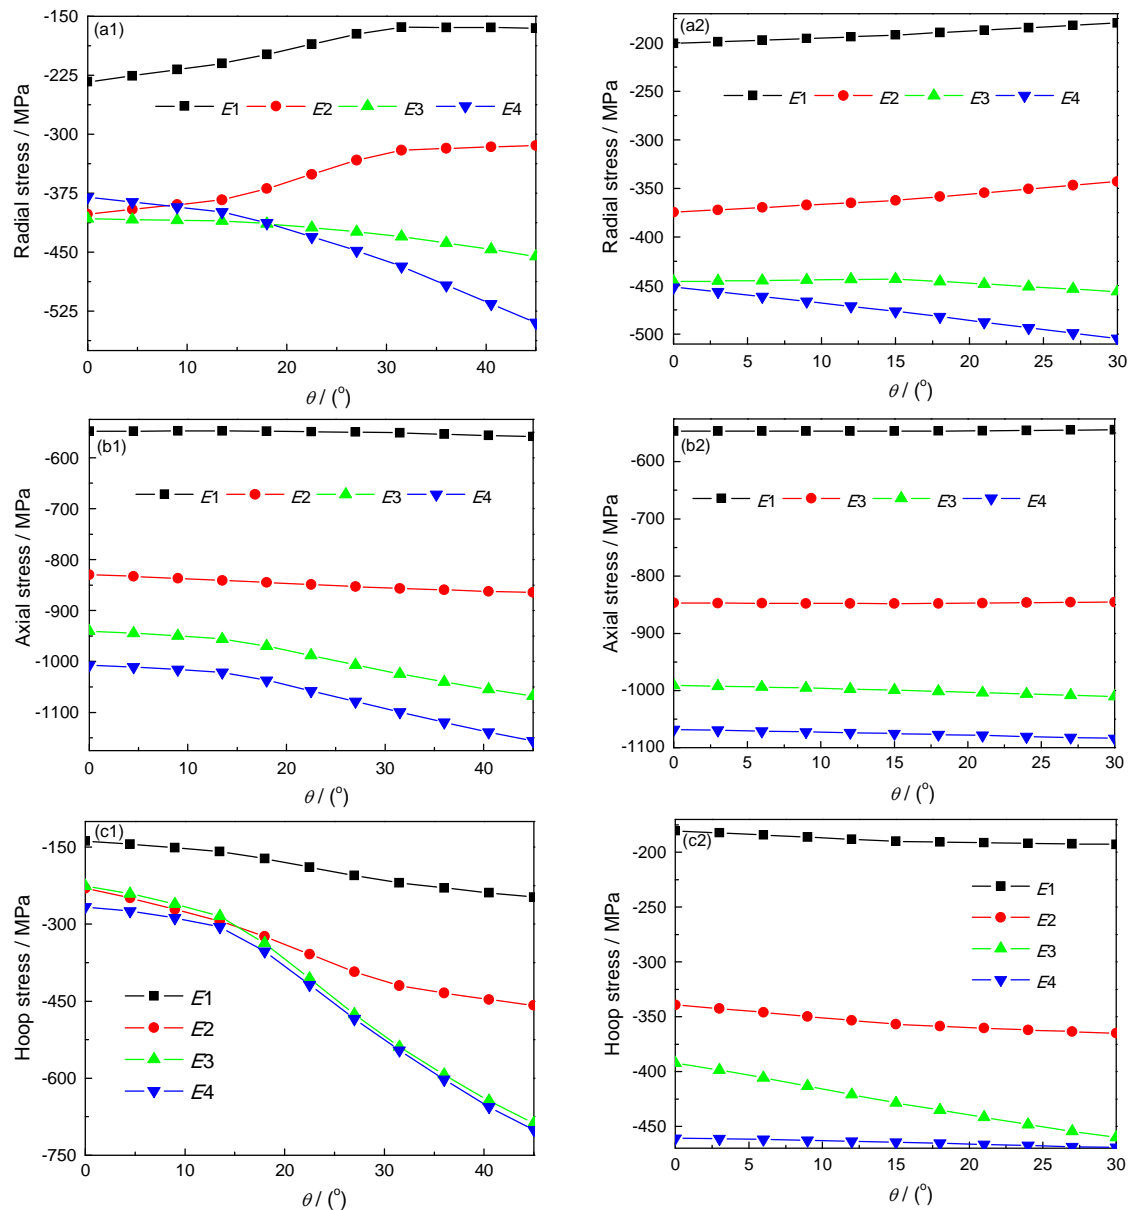 (a1)
Radial stress / MPa
-150
-225
-300
-375
-450
-525
E1 E2 E3 E4
0 10 20 30 40
θ / (°)
(a2)
Radial stress / MPa
-200
-250
-300
-350
-400
-450
-500
E1 E2 E3 E4
0 5 10 15 20 25 30
θ / (°)
(b1)
Axial stress / MPa
-600
-700
-800
-900
-1000
-1100
E1 E2 E3 E4
0 10 20 30 40
θ / (°)
(b2)
Axial stress / MPa
-600
-700
-800
-900
-1000
-1100
E1 E3 E3 E4
0 5 10 15 20 25 30
θ / (°)
(c1)
Hoop stress / MPa
-150
-300
-450
-600
-750
E1
E2
E3
E4
0 10 20 30 40
θ / (°)
(c2)
Hoop stress / MPa
-200
-250
-300
-350
-400
-450
E1
E2
E3
E4
0 5 10 15 20 25 30
θ / (°)